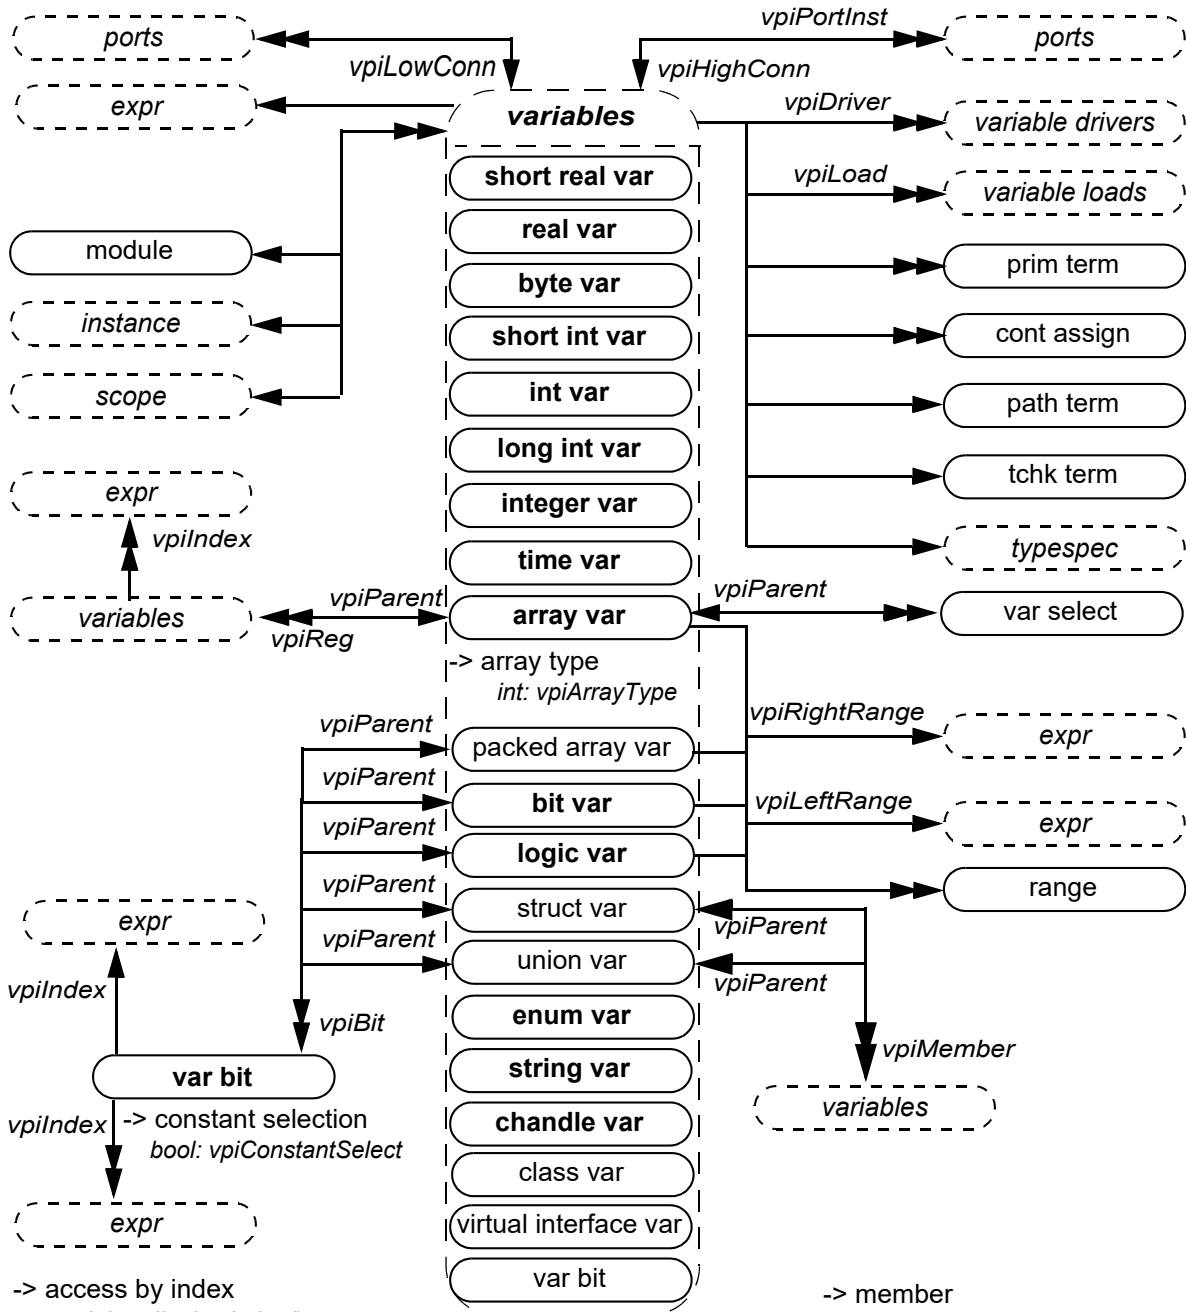 ports
vpiLowConn
vpiPortInst
vpiHighConn
ports
expr
variables
vpiDriver
variable drivers
vpiLoad
variable loads
short real var
real var
module
byte var
prim term
instance
short int var
cont assign
scope
int var
path term
long int var
tchk term
expr
vpiIndex
integer var
time var
typespec
variables
vpiParent
vpiReg
array var
vpiParent
var select
-> array type
int: vpiArrayType
vpiParent
packed array var
vpiRightRange
expr
vpiParent
bit var
vpiLeftRange
expr
vpiParent
logic var
vpiParent
struct var
range
vpiParent
expr
vpiParent
union var
vpiParent
vpiIndex
vpiBit
enum var
vpiMember
var bit
string var
variables
vpiIndex
-> constant selection
bool: vpiConstantSelect
chandle var
class var
expr
virtual interface var
var bit
-> access by index
-> member